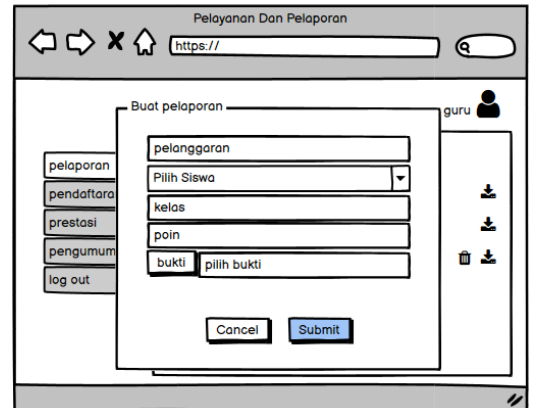 Pelayanan Dan Pelaporan
https://
guru
Buat pelaporan
pelanggaran
Pilih Siswa
kelas
poin
bukti pilih bukti
Cancel Submit
pelaporan
pendaftara
prestasi
pengumum
log out